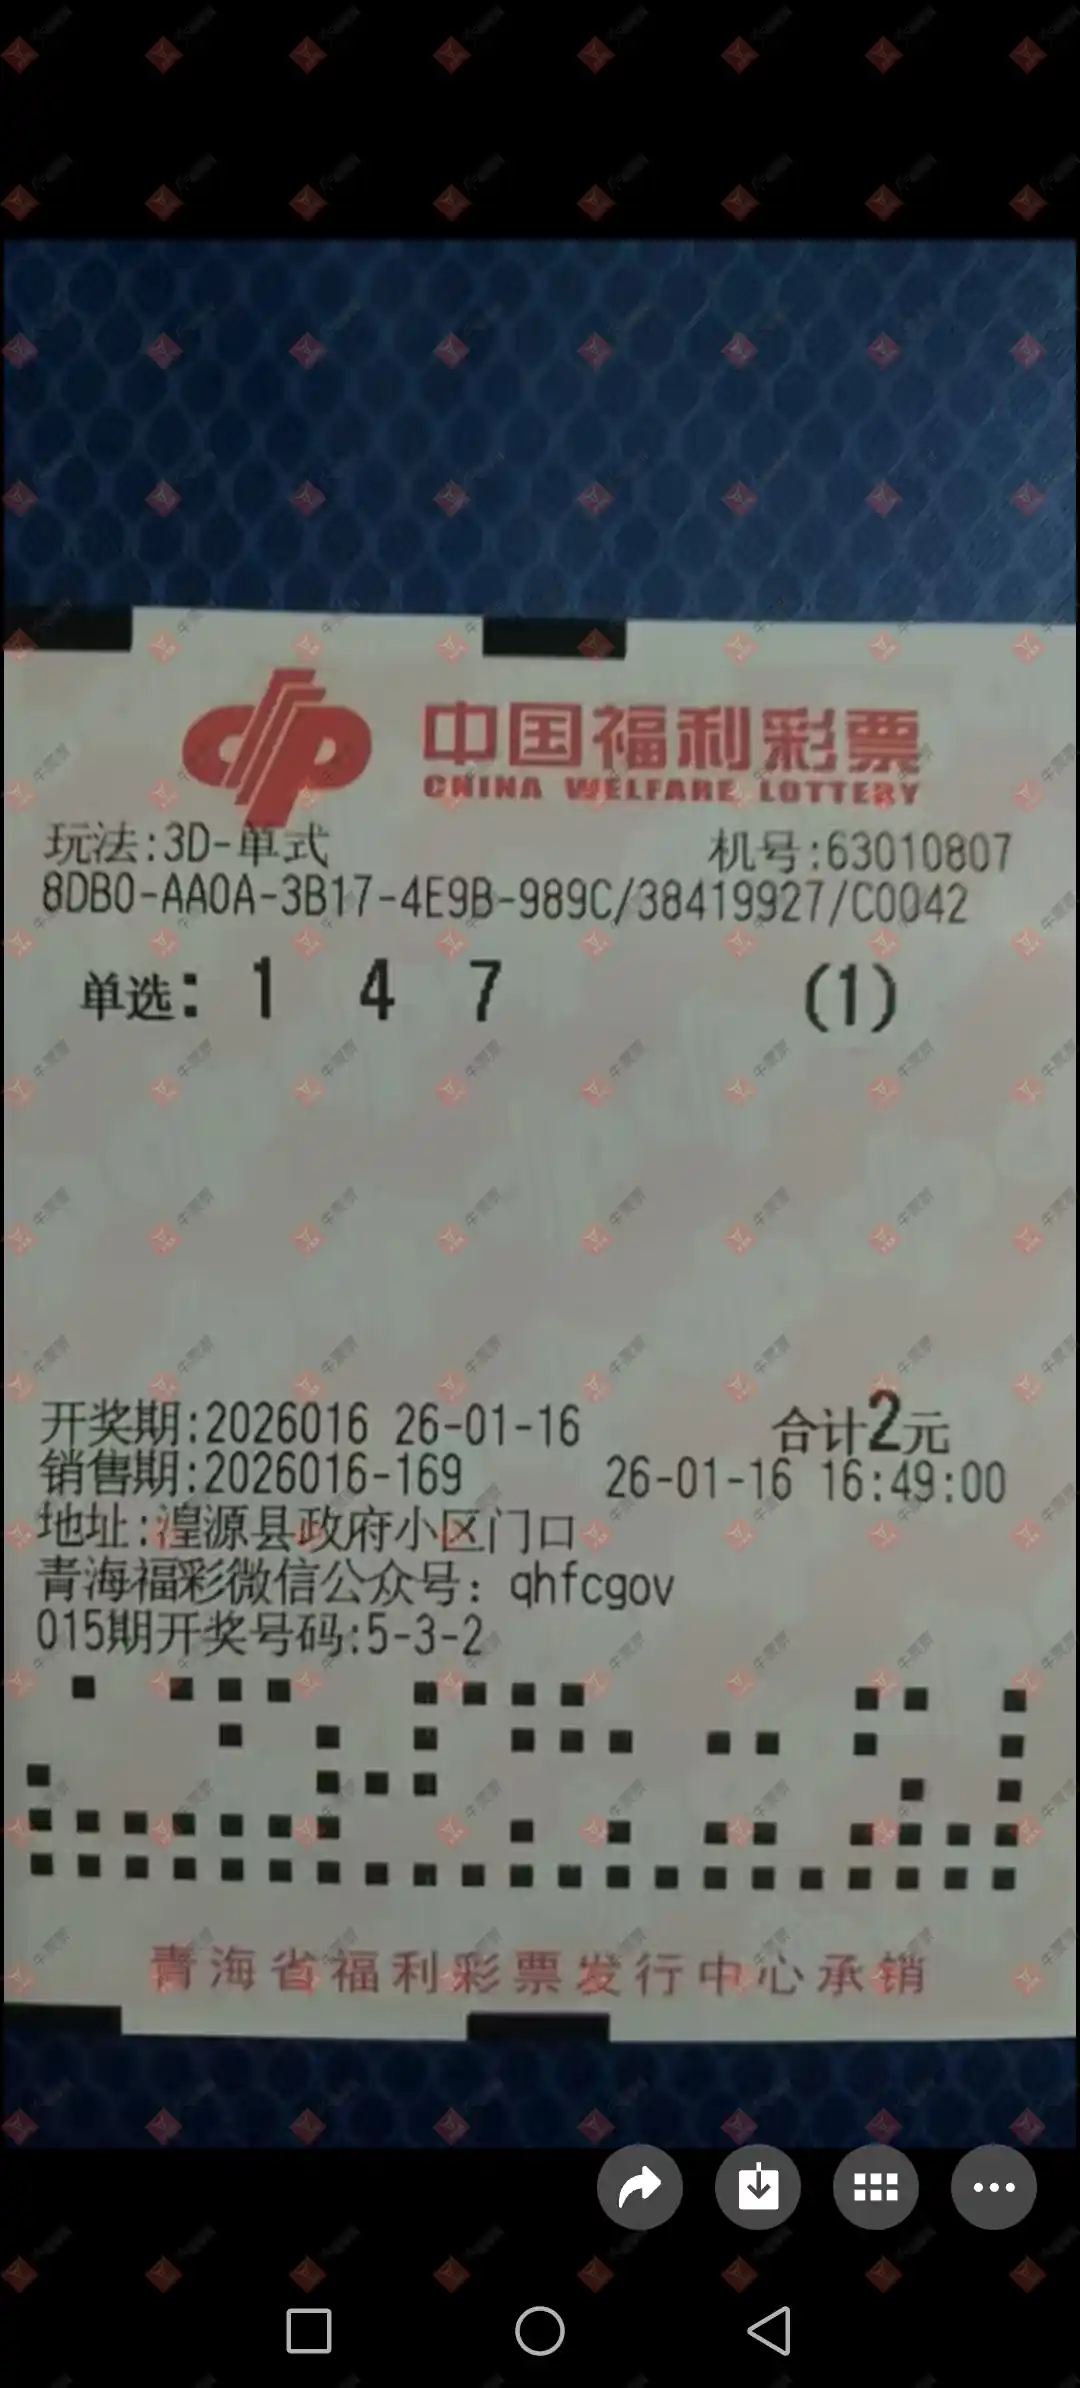 中国福利彩票
CHINA WELFARE LOTTERY
玩法:3D-单式 机号:63010807
8DB0-AA0A-3B17-4E9B-989C/38419927/C0042
单选: 1 4 7 (1)
开奖期:2026016 26-01-16 合计2元
销售期:2026016-169 26-01-16 16:49:00
地址:湟源县政府小区门口
青海福彩微信公众号: qhfcgov
015期开奖号码:5-3-2
青海省福利彩票发行中心承销